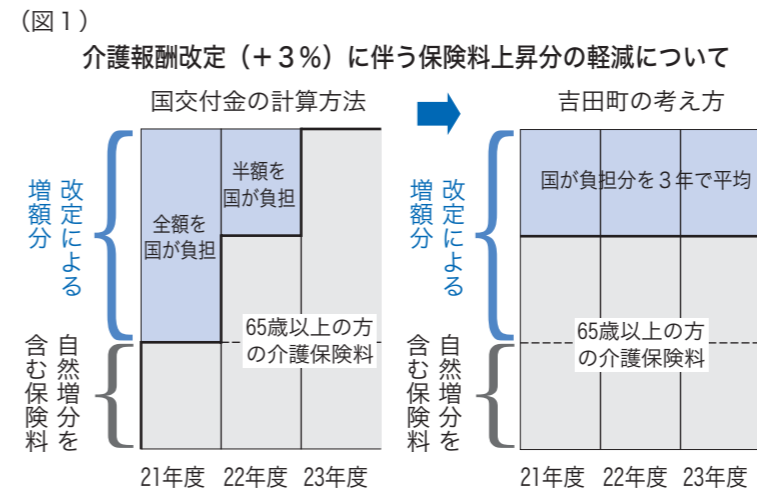 （図１）
介護報酬改定（＋３％）に伴う保険料上昇分の軽減について
国交付金の計算方法
改定による
増額分
自然増分を
含む保険料
全額を
国が負担
半額を
国が負担
65歳以上の方
の介護保険料
21年度
22年度
23年度
吉田町の考え方
改定による
増額分
自然増分を
含む保険料
国が負担分を３年で平均
65歳以上の方
の介護保険料
21年度
22年度
23年度